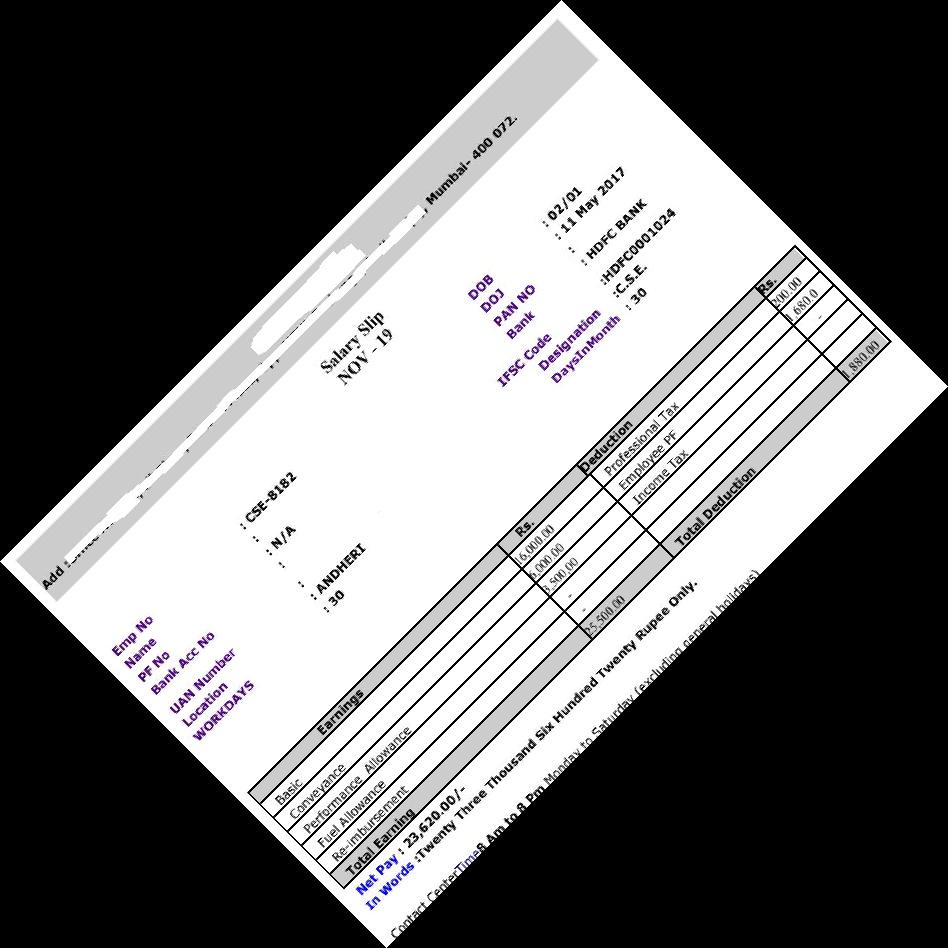 Add : Mumbai- 400 072.
Salary Slip
NOV - 19
Emp No : CSE-8182 DOB : 02/01
Name : DOJ : 11 May 2017
PF No : N/A PAN NO :
Bank Acc No : Bank : HDFC BANK
UAN Number : IFSC Code :HDFC0001024
Location : ANDHERI Designation :C.S.E.
WORKDAYS : 30 DaysInMonth : 30
Earnings Rs. Deduction Rs.
Basic 16,000.00 Professional Tax 200.00
Conveyance 6,000.00 Employee PF 1,680.0
Performance Allowance 3,500.00 Income Tax -
Fuel Allowance -
Re-imbursement -
Total Earning 25,500.00 Total Deduction 1,880.00
Net Pay : 23,620.00/-
In Words :Twenty Three Thousand Six Hundred Twenty Rupee Only.
Contact CenterTime8 Am to 8 Pm Monday to Saturday (excluding general holidays)